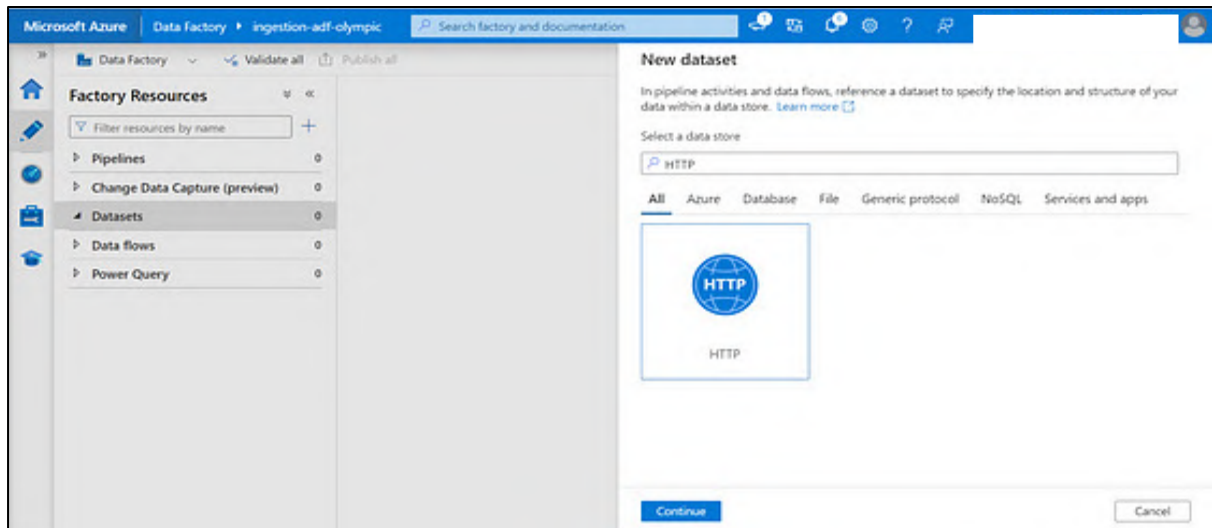 Microsoft Azure
Data Factory
ingestion-adf-olympic
Search factory and documentation
Data Factory
Validate all
Publish all
Factory Resources
Filter resources by name
Pipelines 0
Change Data Capture (preview) 0
Datasets 0
Data flows 0
Power Query 0
New dataset
In pipeline activities and data flows, reference a dataset to specify the location and structure of your
data within a data store. Learn more
Select a data store
HTTP
All Azure Database File Generic protocol NoSQL Services and apps
HTTP
HTTP
Continue
Cancel